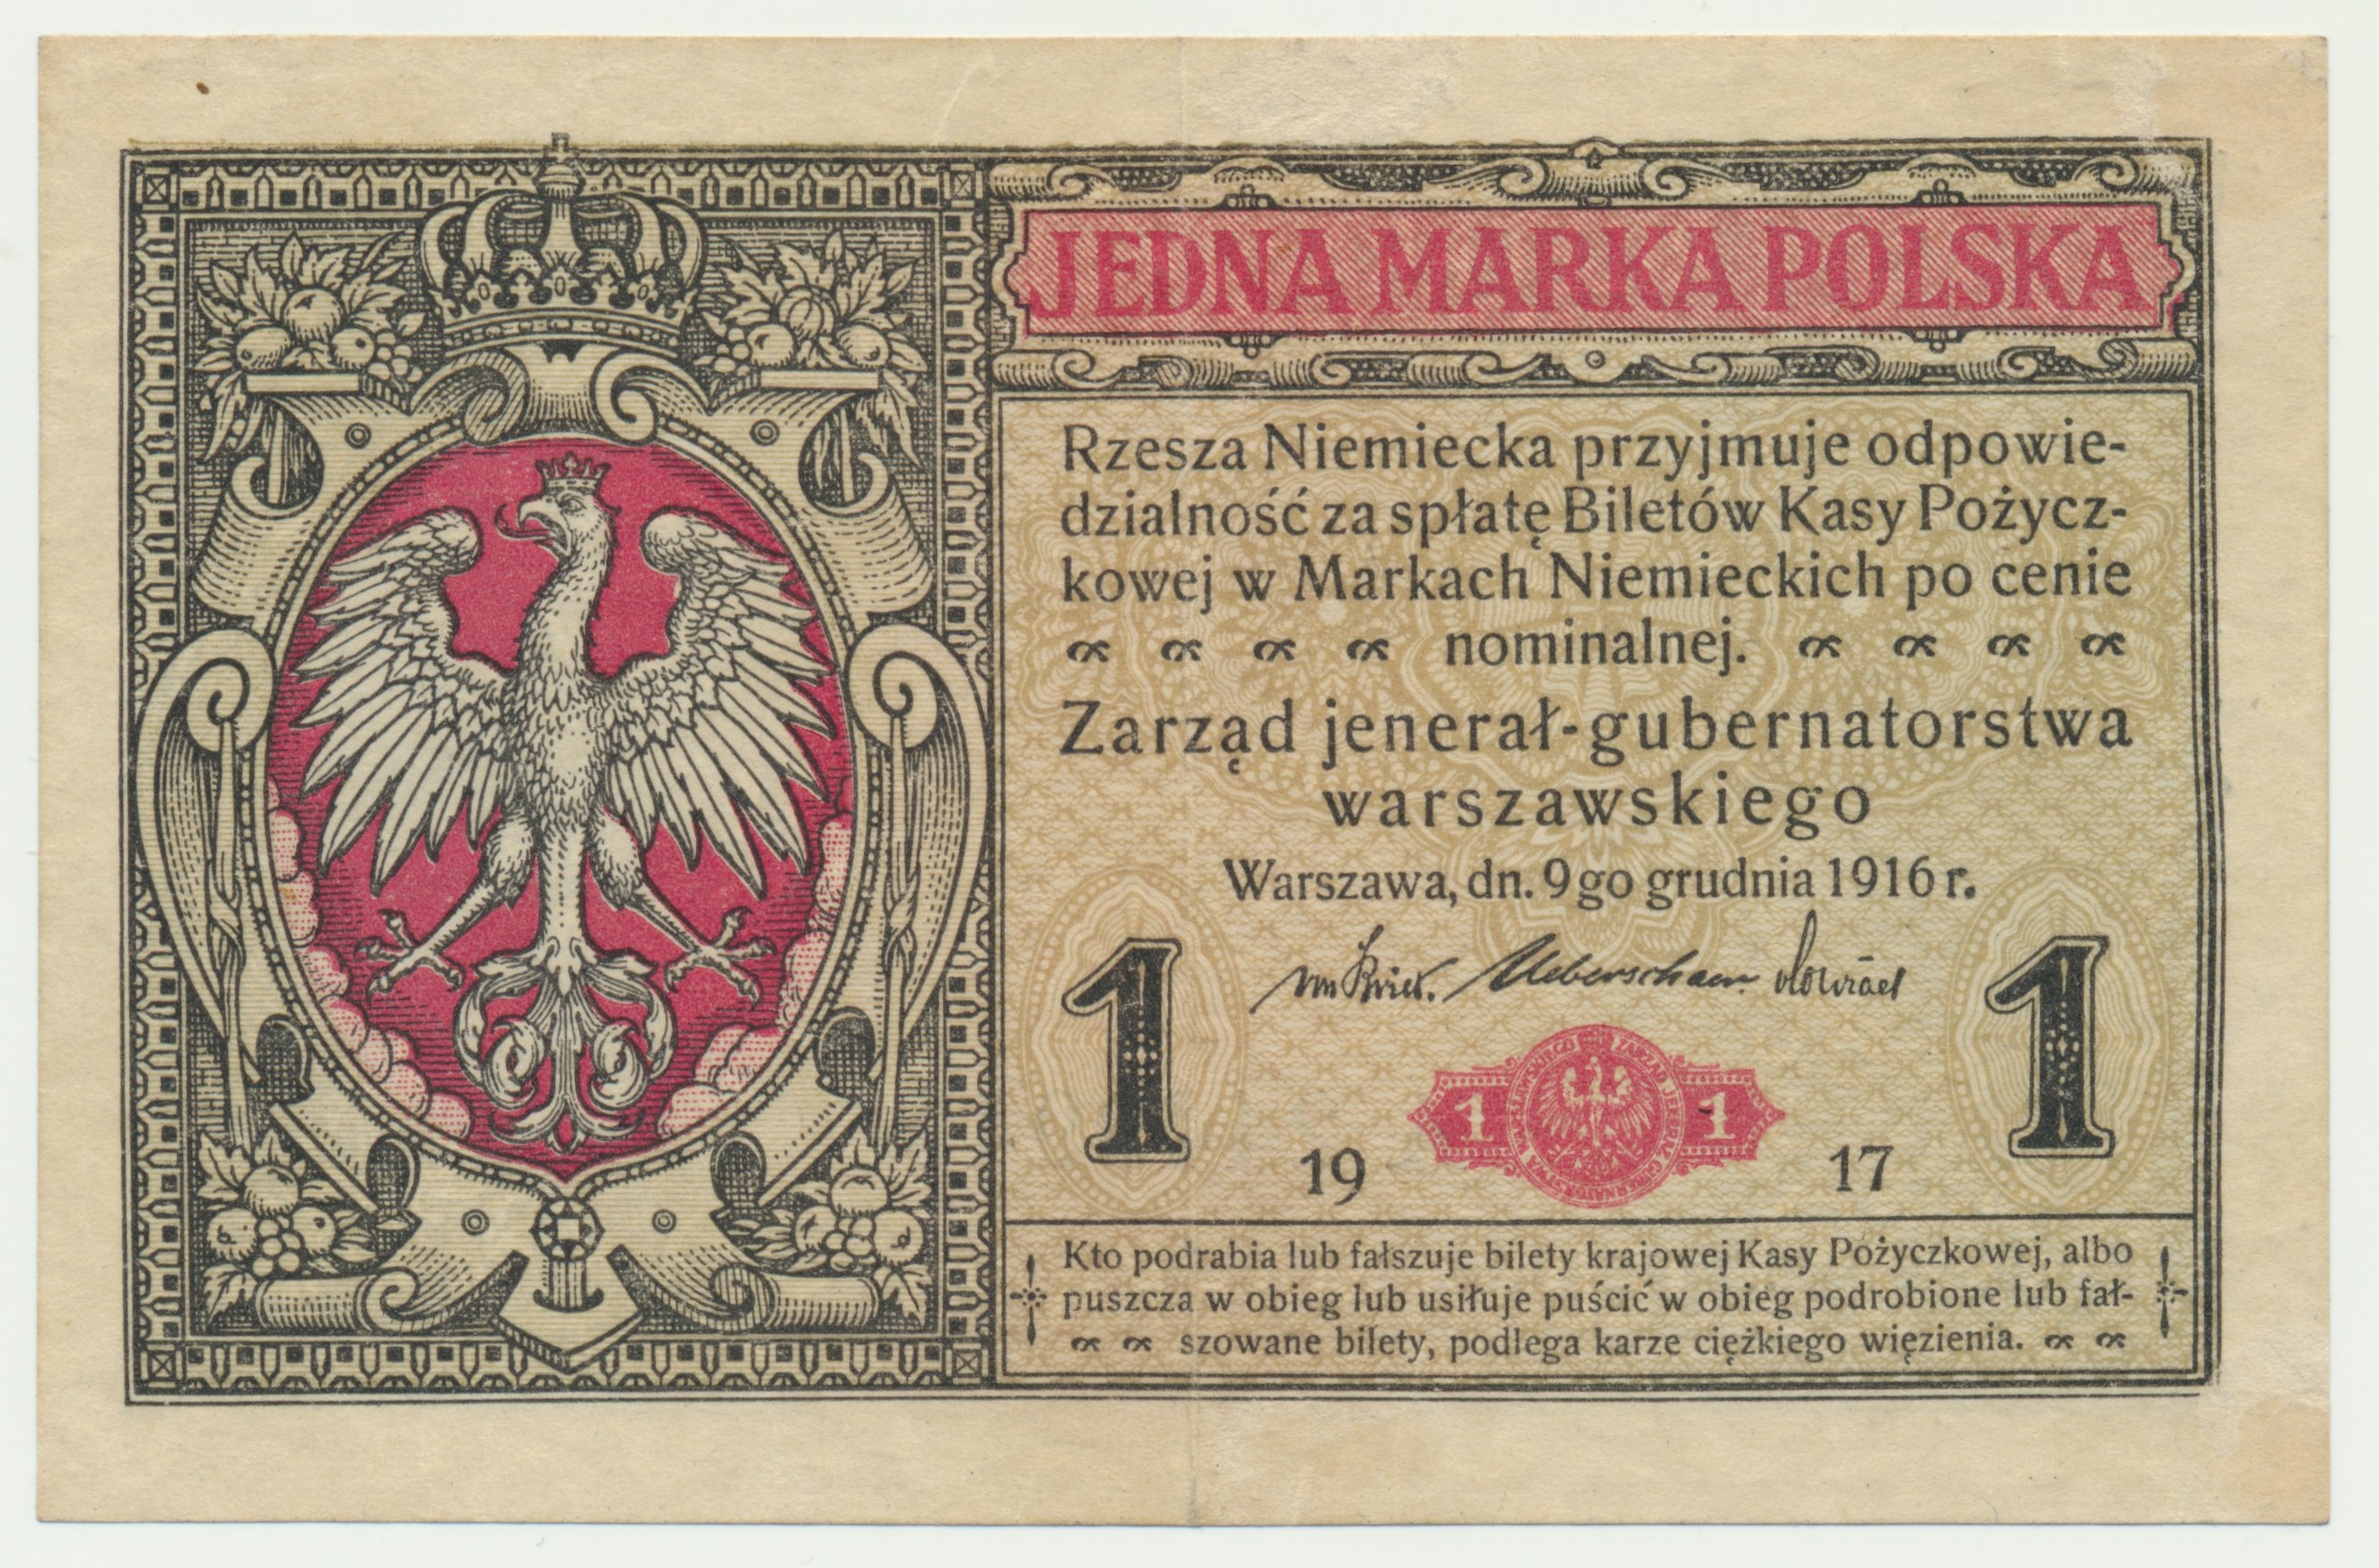 JEDNA MARKA POLSKA
Rzesza Niemiecka przyjmuje odpowie-
dzialność za spłatę Biletów Kasy Pożycz-
kowej w Markach Niemieckich po cenie
nominalnej.
Zarząd jenerał-gubernatorstwa
warszawskiego
Warszawa, dn. 9go grudnia 1916 r.
1 1
1 1
19 17
Kto podrabia lub fałszuje bilety krajowej Kasy Pożyczkowej, albo
puszcza w obieg lub usiłuje puścić w obieg podrobione lub fał-
szowane bilety, podlega karze ciężkiego więzienia.